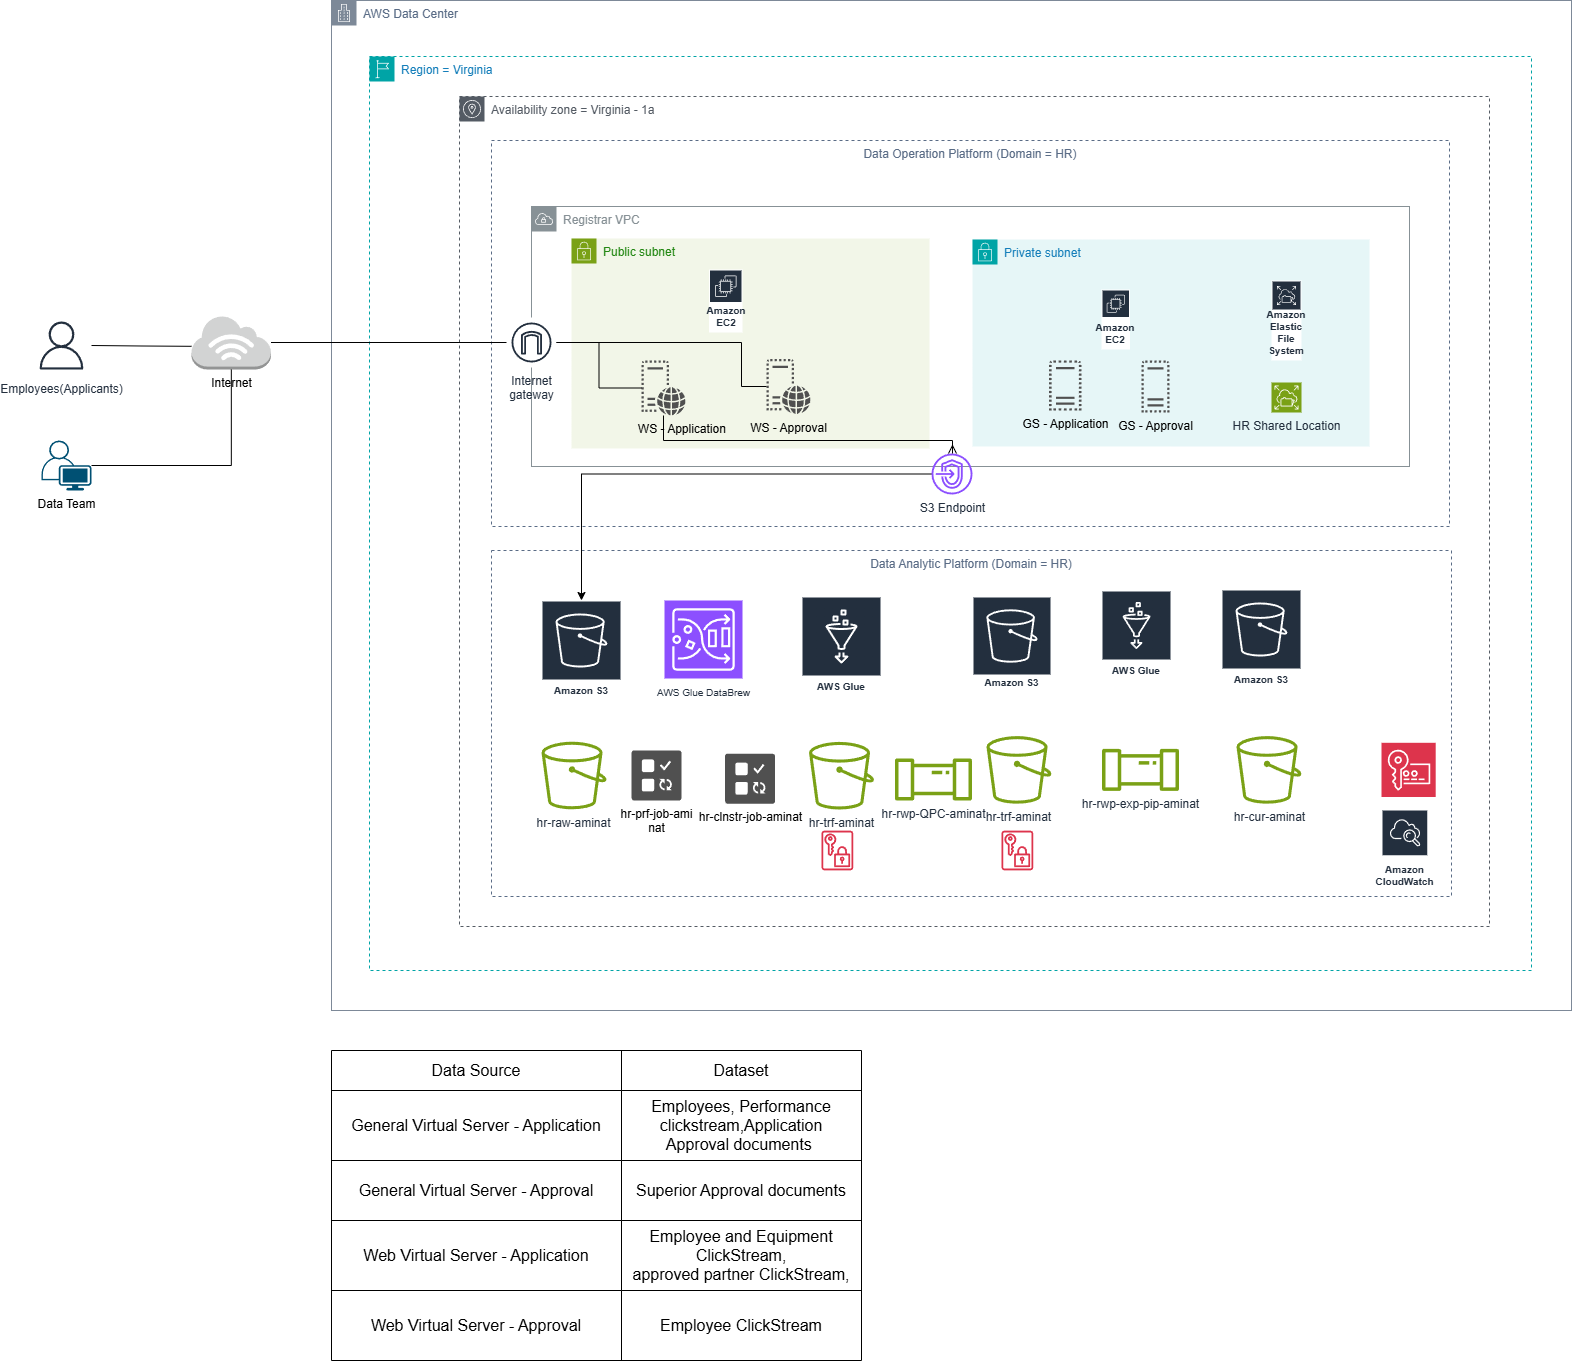 AWS Data Center
Region = Virginia
Availability zone = Virginia - 1a
Data Operation Platform (Domain = HR)
Registrar VPC
Public subnet
Private subnet
Amazon
EC2
Amazon
EC2
Amazon
Elastic
File
System
Employees(Applicants)
Internet
Internet
gateway
WS - Application
WS - Approval
GS - Application
GS - Approval
HR Shared Location
Data Team
S3 Endpoint
Data Analytic Platform (Domain = HR)
Amazon S3
AWS Glue DataBrew
AWS Glue
Amazon S3
AWS Glue
Amazon S3
hr-raw-aminat
hr-prf-job-ami
nat
hr-clnstr-job-aminat
hr-trf-aminat
hr-rwp-QPC-aminat
hr-trf-aminat
hr-rwp-exp-pip-aminat
hr-cur-aminat
Amazon
CloudWatch
Data Source
Dataset
General Virtual Server - Application
Employees, Performance
clickstream,Application
Approval documents
General Virtual Server - Approval
Superior Approval documents
Web Virtual Server - Application
Employee and Equipment
ClickStream,
approved partner ClickStream,
Web Virtual Server - Approval
Employee ClickStream